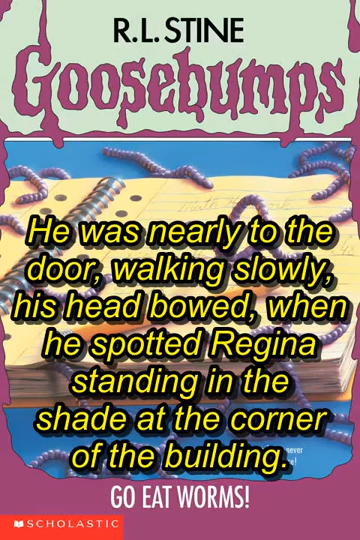 R.L. STINE
Goosebumps
He was nearly to the
door, walking slowly,
his head bowed, when
he spotted Regina
standing in the
shade at the corner
of the building.
never
GO EAT WORMS!
SCHOLASTIC